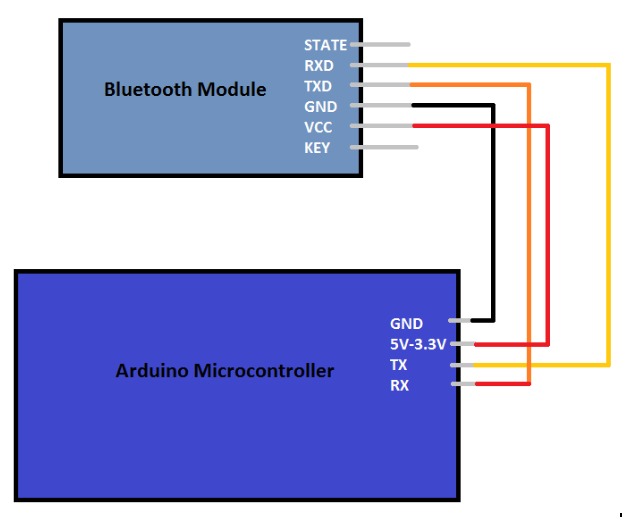 STATE
RXD
Bluetooth Module
TXD
GND
VCC
KEY
GND
5V-3.3V
Arduino Microcontroller
TX
RX